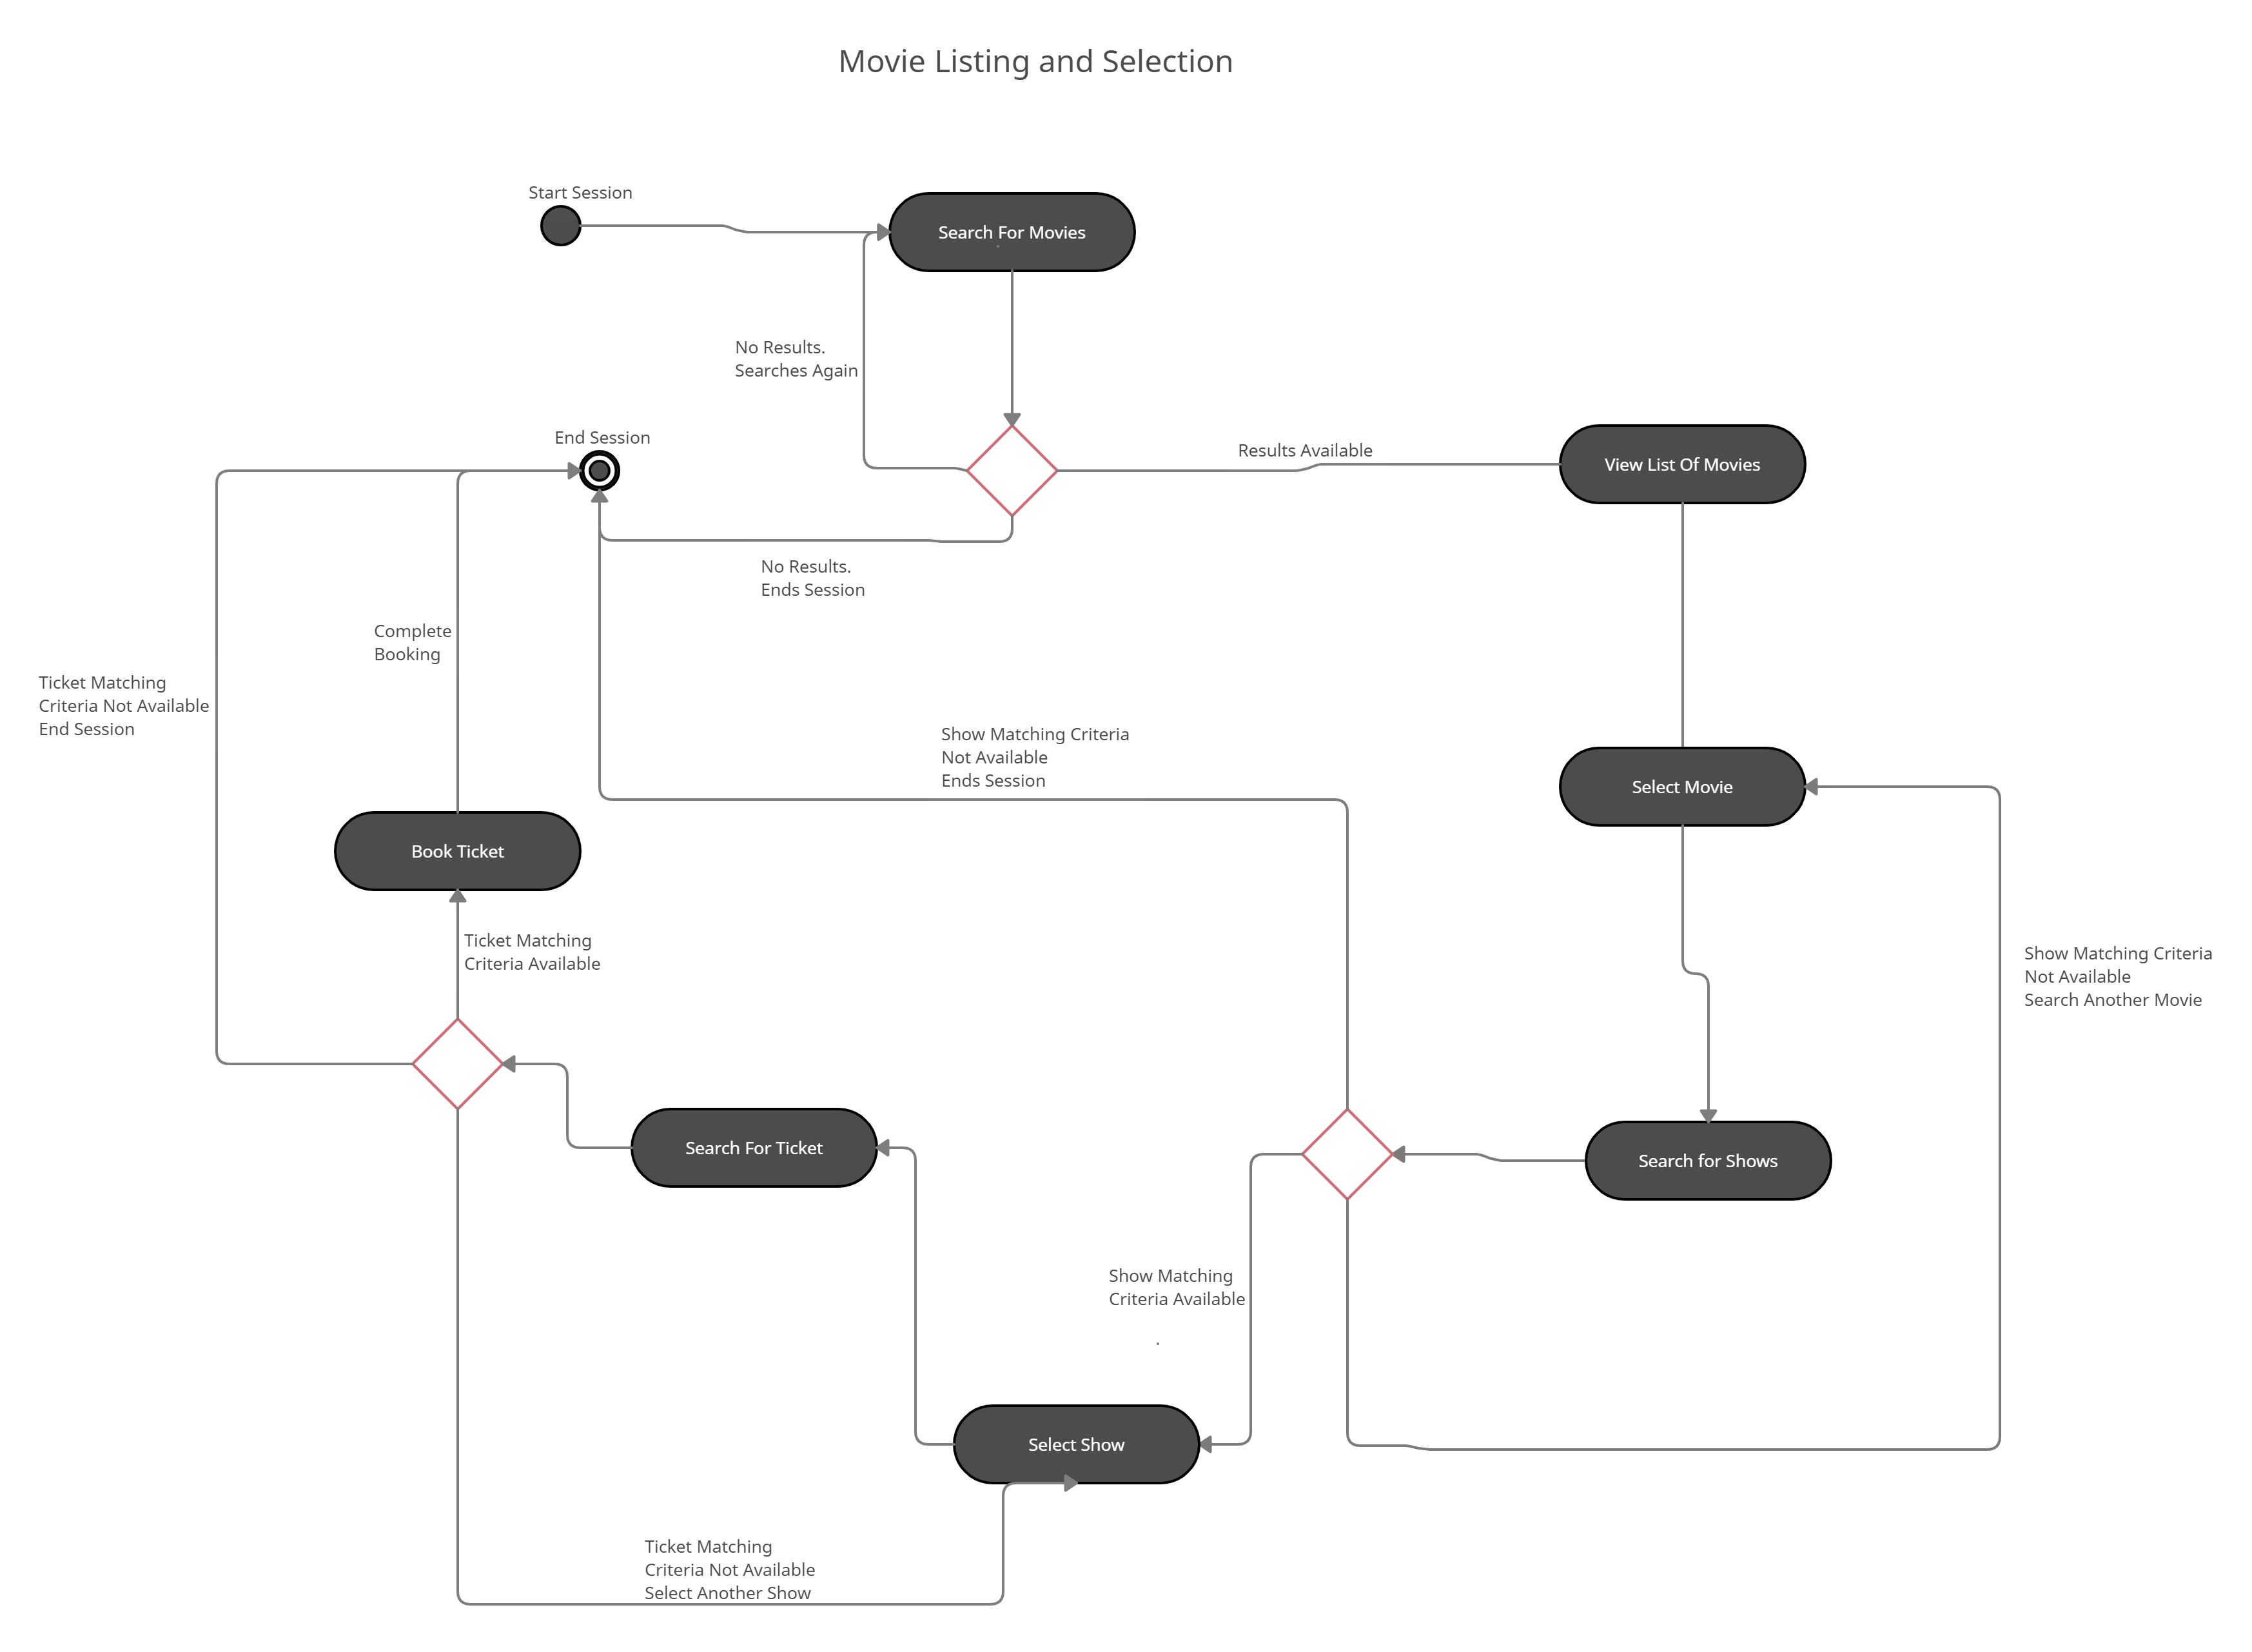 Movie Listing and Selection
Start Session
Search For Movies
No Results.
Searches Again
End Session
Results Available
View List Of Movies
No Results.
Ends Session
Complete
Booking
Ticket Matching
Criteria Not Available
End Session
Show Matching Criteria
Not Available
Ends Session
Select Movie
Book Ticket
Ticket Matching
Criteria Available
Show Matching Criteria
Not Available
Search Another Movie
Search For Ticket
Search for Shows
Show Matching
Criteria Available
Select Show
Ticket Matching
Criteria Not Available
Select Another Show